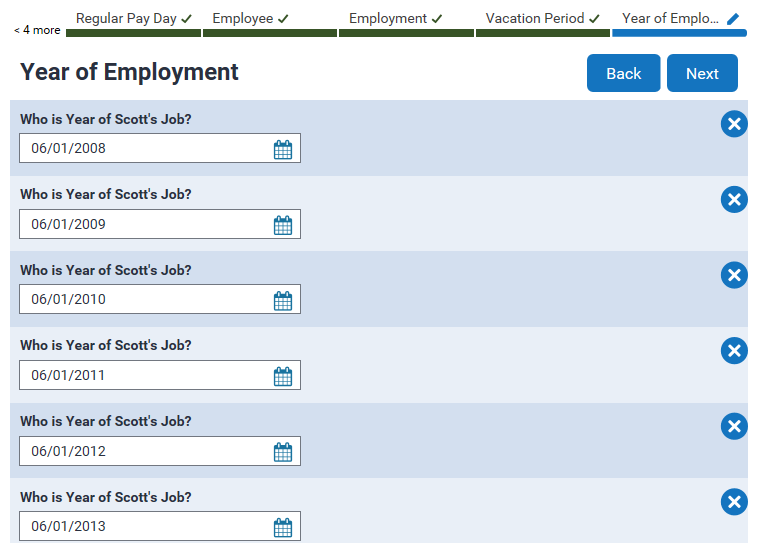 < 4 more
Regular Pay Day
Employee
Employment
Vacation Period
Year of Emplo...
Year of Employment
Back
Next
Who is Year of Scott's Job?
06/01/2008
Who is Year of Scott's Job?
06/01/2009
Who is Year of Scott's Job?
06/01/2010
Who is Year of Scott's Job?
06/01/2011
Who is Year of Scott's Job?
06/01/2012
Who is Year of Scott's Job?
06/01/2013